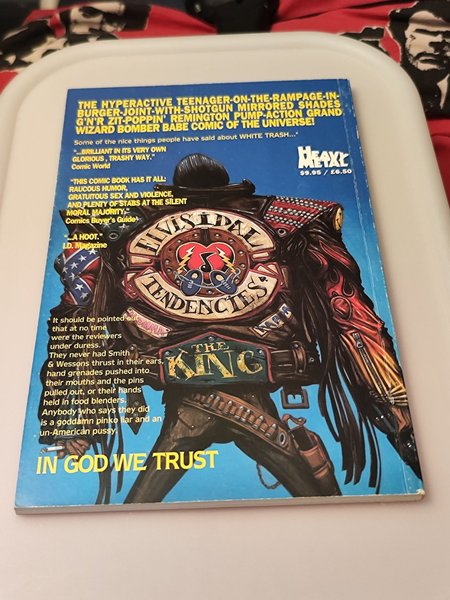 THE HYPERACTIVE TEENAGER-ON-THE-RAMPAGE-IN-
BURGER-JOINT-WITH-SHOTGUN MIRRORED SHADES
G'N'R ZIT-POPPIN' REMINGTON PUMP-ACTION GRAND
WIZARD BOMBER BABE COMIC OF THE UNIVERSE!
Some of the nice things people have said about WHITE TRASH..."
"...BRILLIANT IN ITS VERY OWN
GLORIOUS, TRASHY WAY."
Comic World
"THIS COMIC BOOK HAS IT ALL:
RAUCOUS HUMOR,
GRATUITOUS SEX AND VIOLENCE,
AND PLENTY OF STABS AT THE SILENT
MORAL MAJORITY."
Comics Buyer's Guide
"...A HOOT."
I.D. Magazine
HEAVY
METAL
$9.95 / £6.50
ELVISIDAL
TENDENCIES
THE
KING
" It should be pointed out
that at no time
were the reviewers
under duress.
They never had Smith
& Wessons thrust in their ears,
hand grenades pushed into
their mouths and the pins
pulled out, or their hands
held in food blenders.
Anybody who says they did
is a goddamn pinko liar and an
un-American pussy.
IN GOD WE TRUST